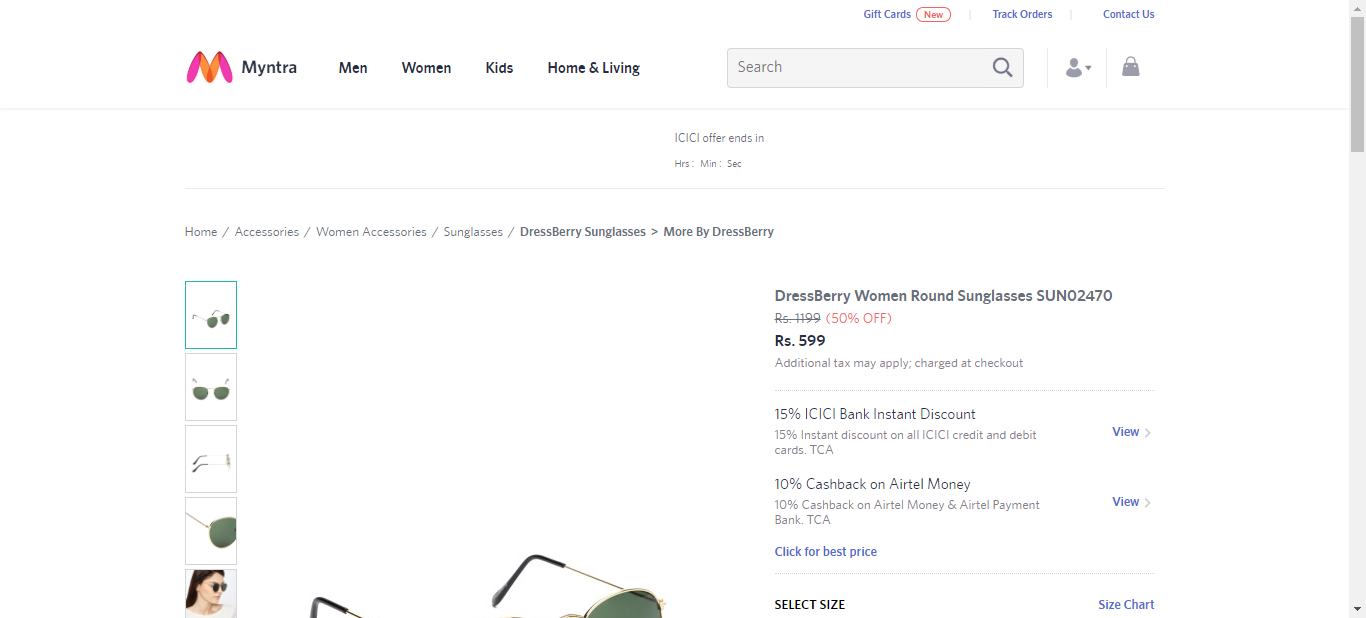 Gift Cards New Track Orders Contact Us
Myntra Men Women Kids Home & Living Search
ICICI offer ends in
Hrs : Min : Sec
Home / Accessories / Women Accessories / Sunglasses / DressBerry Sunglasses > More By DressBerry
DressBerry Women Round Sunglasses SUN02470
Rs. 1199 (50% OFF)
Rs. 599
Additional tax may apply; charged at checkout
15% ICICI Bank Instant Discount
15% Instant discount on all ICICI credit and debit
cards. TCA
View
10% Cashback on Airtel Money
10% Cashback on Airtel Money & Airtel Payment
Bank. TCA
View
Click for best price
SELECT SIZE Size Chart